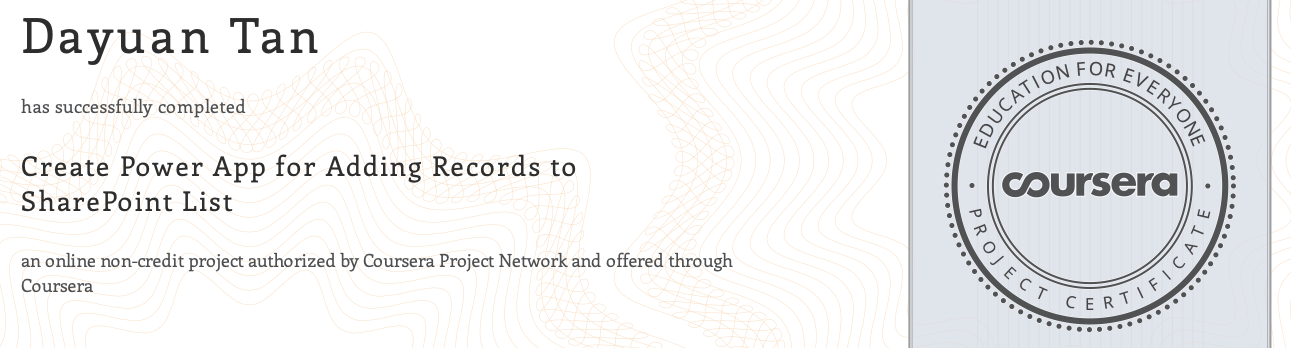 Dayuan Tan
has successfully completed
Create Power App for Adding Records to
SharePoint List
an online non-credit project authorized by Coursera Project Network and offered through
Coursera
EDUCATION FOR EVERYONE
coursera
PROJECT CERTIFICATE